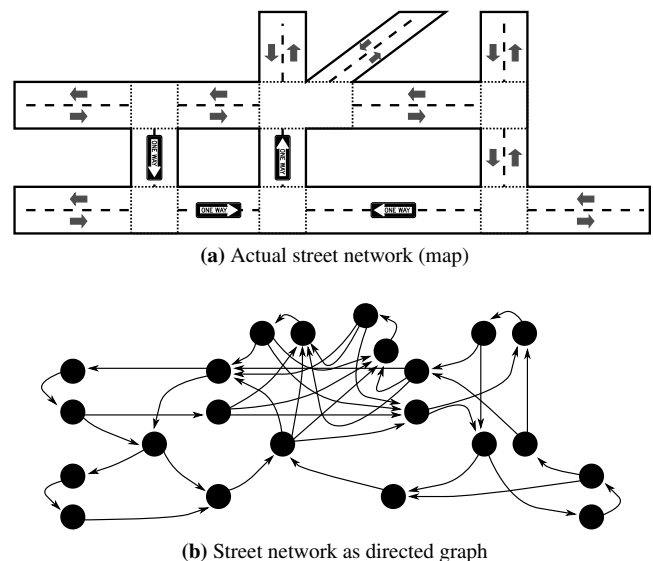 ONE WAY
ONE WAY
ONE WAY
ONE WAY
(a) Actual street network (map)
(b) Street network as directed graph